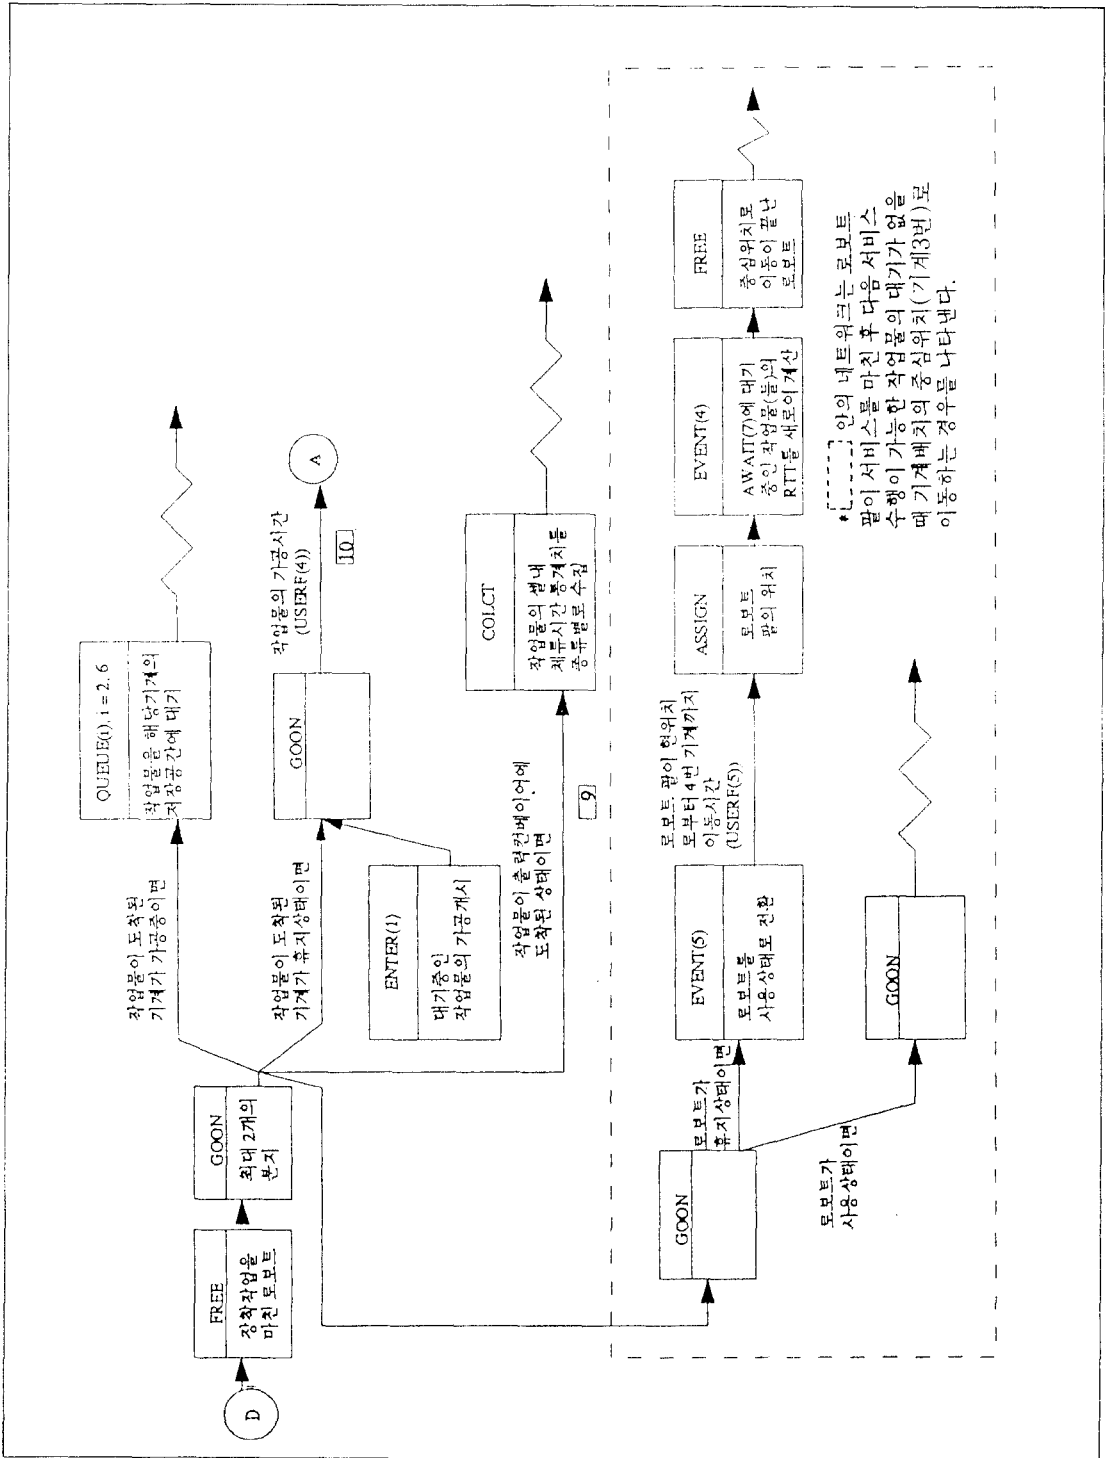 D
FREE
장착작업을
마친 로보트
GOON
최대 2개의
분지
작업물이 도착된
기계가 가공중이면
QUEUE(i), i = 2, 6
작업물을 해당기계의
저장공간에 대기
작업물이 도착된
기계가 휴지상태이면
GOON
작업물의 가공시간
(USERF(4))
10
A
ENTER(1)
대기중인
작업물의 가공개시
작업물이 출력컨베이어에
도착된 상태이면
9
COLCT
작업물의 셀내
체류시간 통계치를
종류별로 수집
GOON
로보트가
휴지상태이면
로보트가
사용상태이면
EVENT(5)
로보트를
사용상태로 전환
로보트 팔이 현위치
로부터 4번 기계까지
이동시간
(USERF(5))
ASSIGN
로보트
팔의 위치
EVENT(4)
AWAIT(7)에 대기
중인 작업물(들)의
RTT를 새로이 계산
FREE
중심위치로
이동이 끝난
로보트
GOON
* 안의 네트워크는 로보트
팔이 서비스를 마친 후 다음 서비스
수행이 가능한 작업물의 대기가 없을
때 기계배치의 중심위치(기계3번)로
이동하는 경우를 나타낸다.